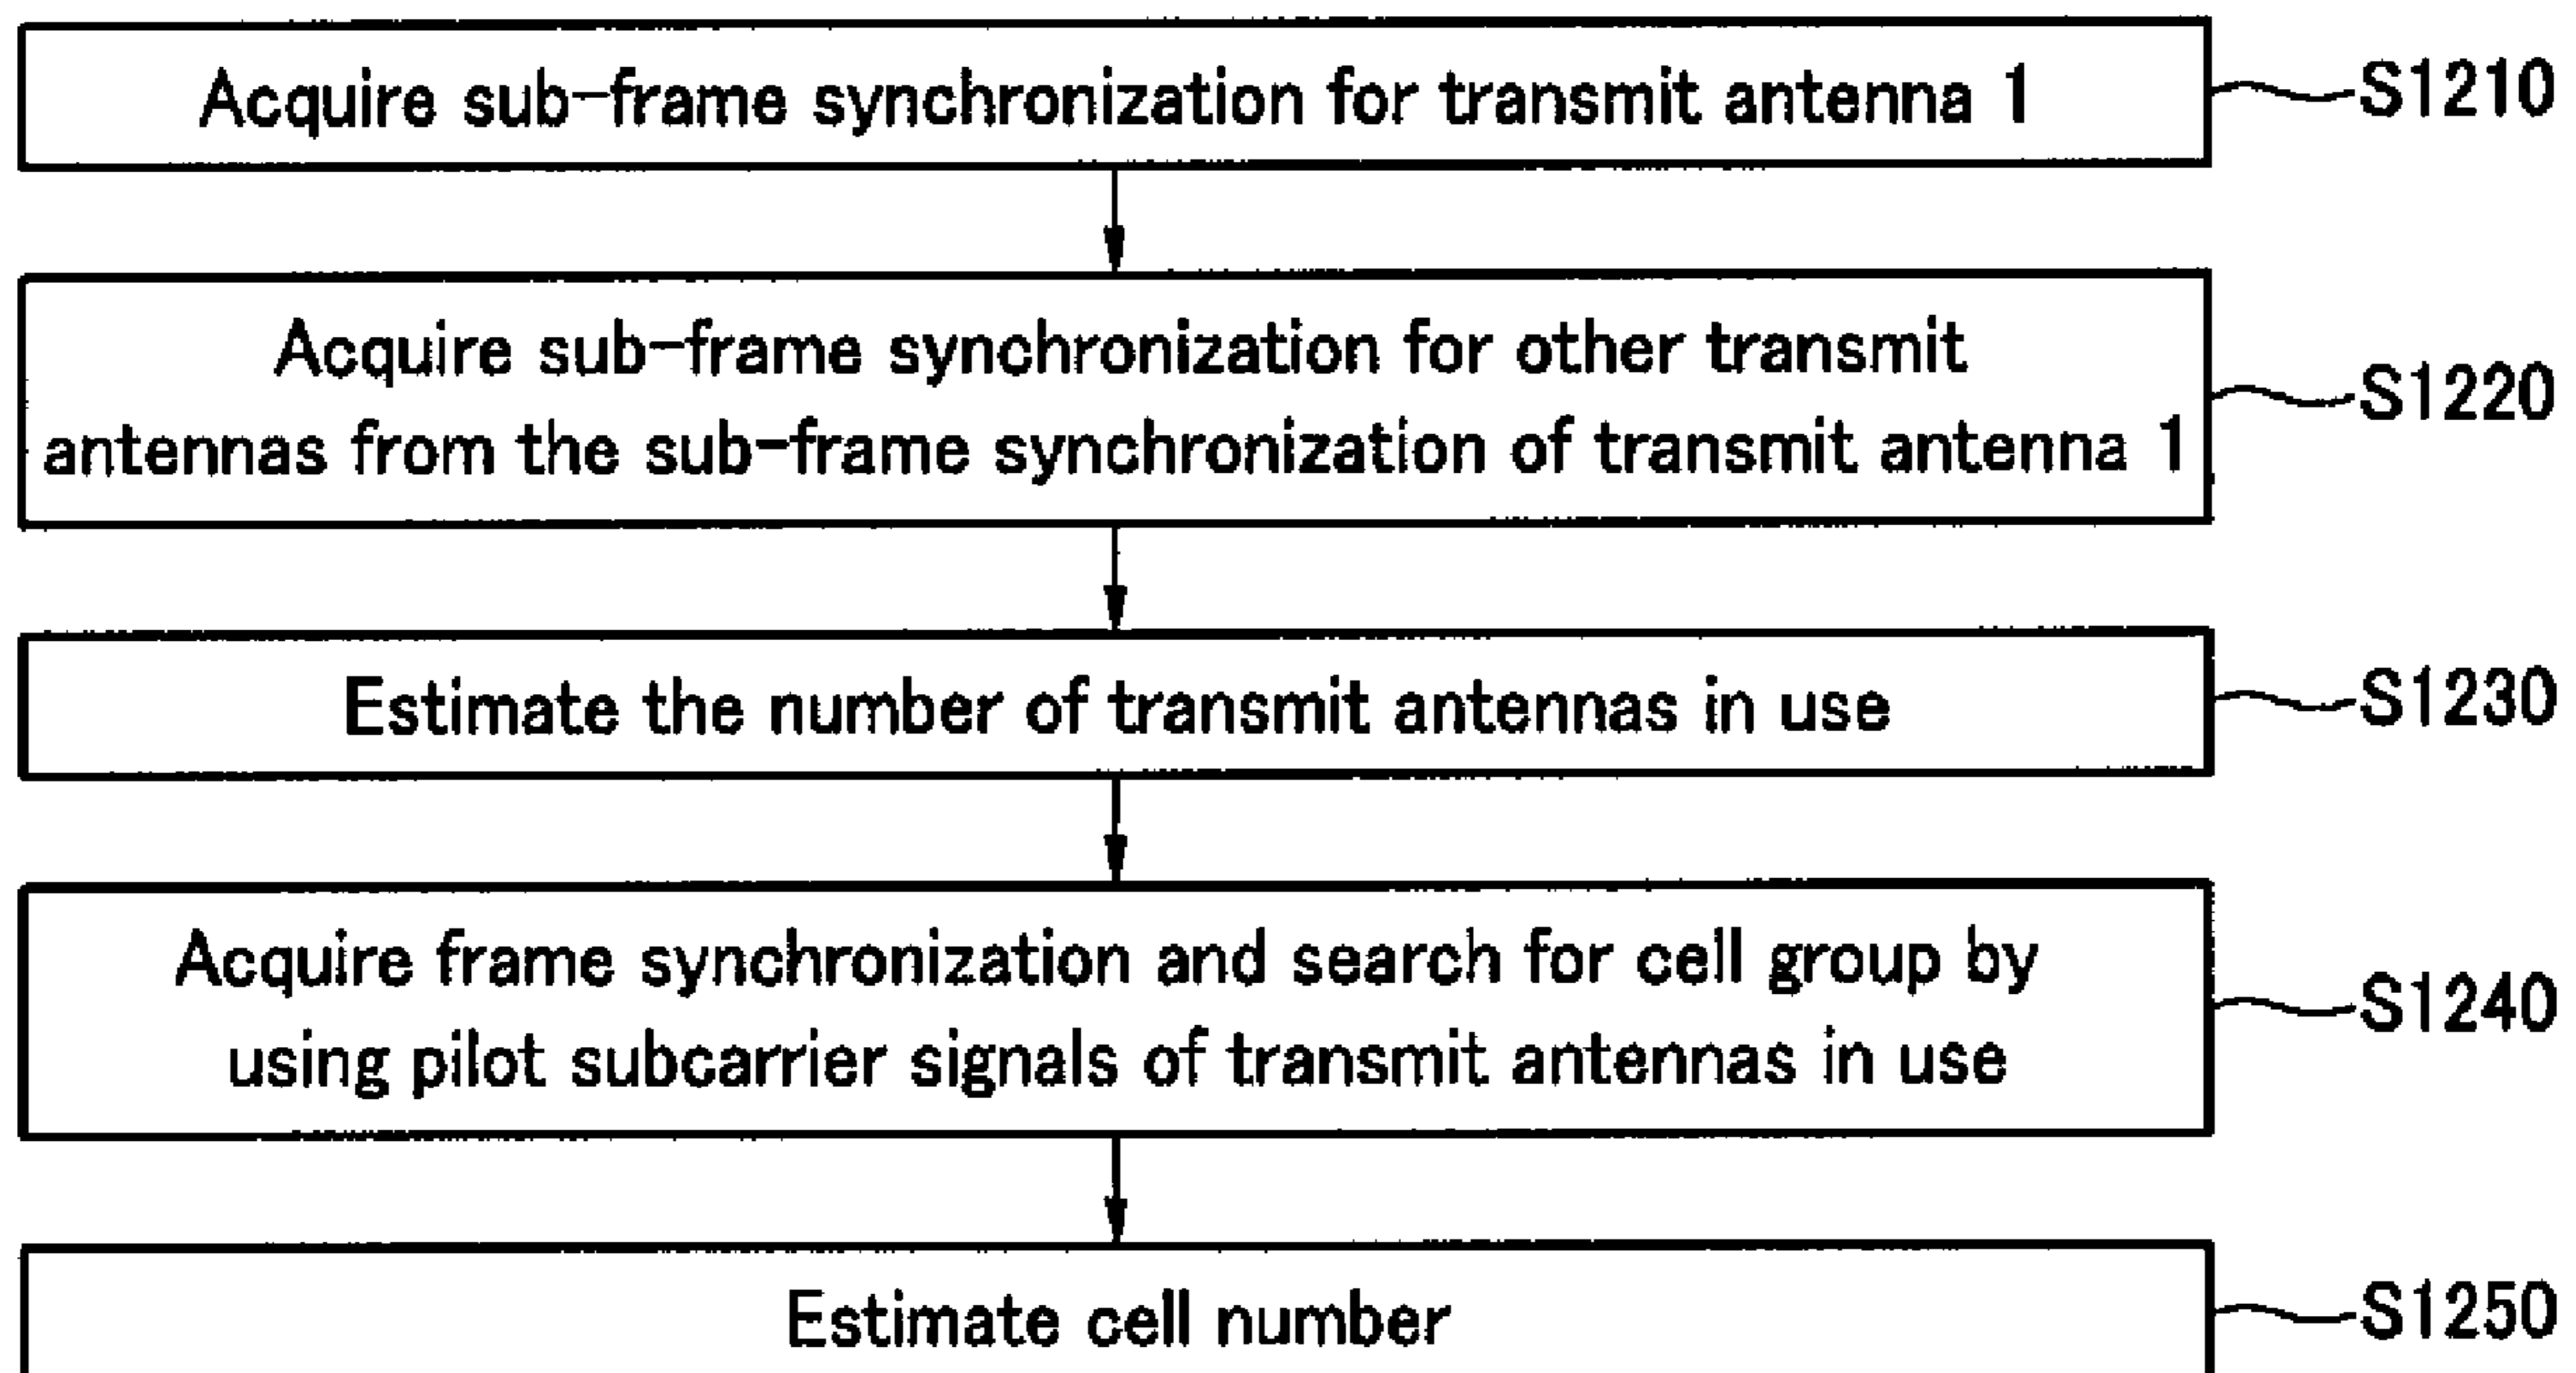 Acquire sub-frame synchronization for transmit antenna 1
S1210
Acquire sub-frame synchronization for other transmit
antennas from the sub-frame synchronization of transmit antenna 1
S1220
Estimate the number of transmit antennas in use
S1230
Acquire frame synchronization and search for cell group by
using pilot subcarrier signals of transmit antennas in use
S1240
Estimate cell number
S1250